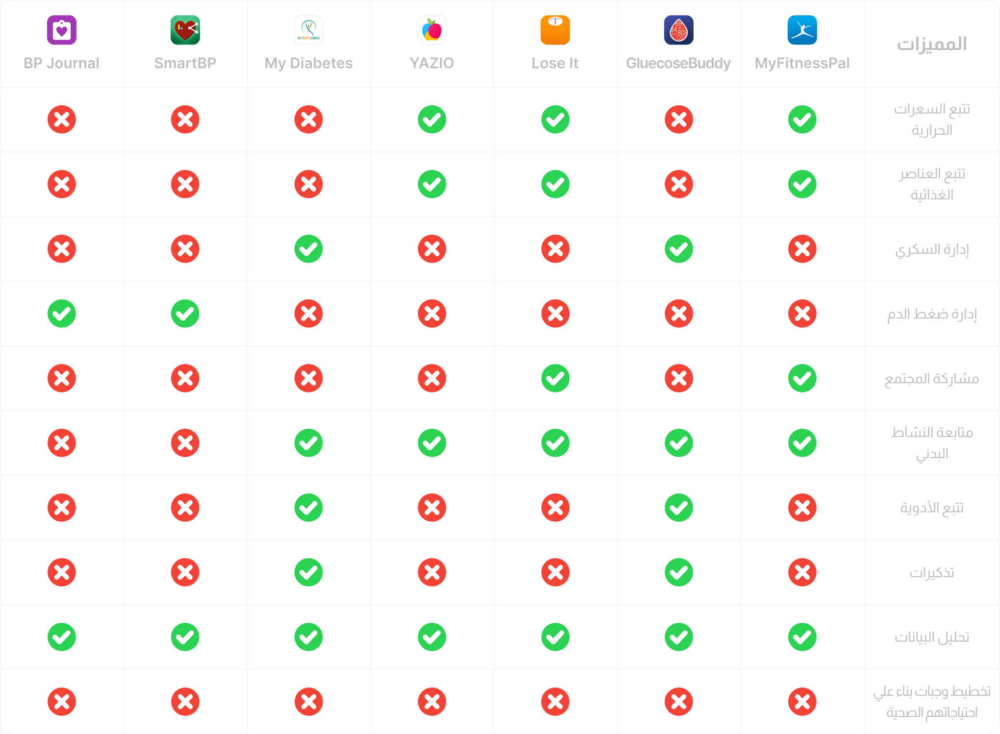 المميزات
MyFitnessPal
GluecoseBuddy
Lose It
YAZIO
My Diabetes
SmartBP
BP Journal
MY DIABETESCONNECT
تتبع السعرات
الحرارية
تتبع العناصر
الغذائية
إدارة السكري
إدارة ضغط الدم
مشاركة المجتمع
متابعة النشاط
البدني
تتبع الأدوية
تذكيرات
تحليل البيانات
تخطيط وجبات بناء علي
احتياجاتهم الصحية